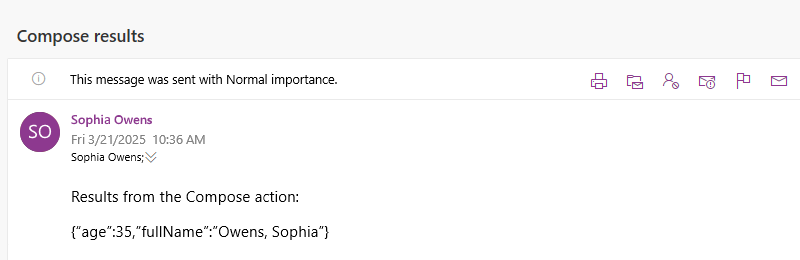 Compose results
This message was sent with Normal importance.
SO
Sophia Owens
Fri 3/21/2025 10:36 AM
Sophia Owens;
Results from the Compose action:
{"age":35,"fullName":"Owens, Sophia"}